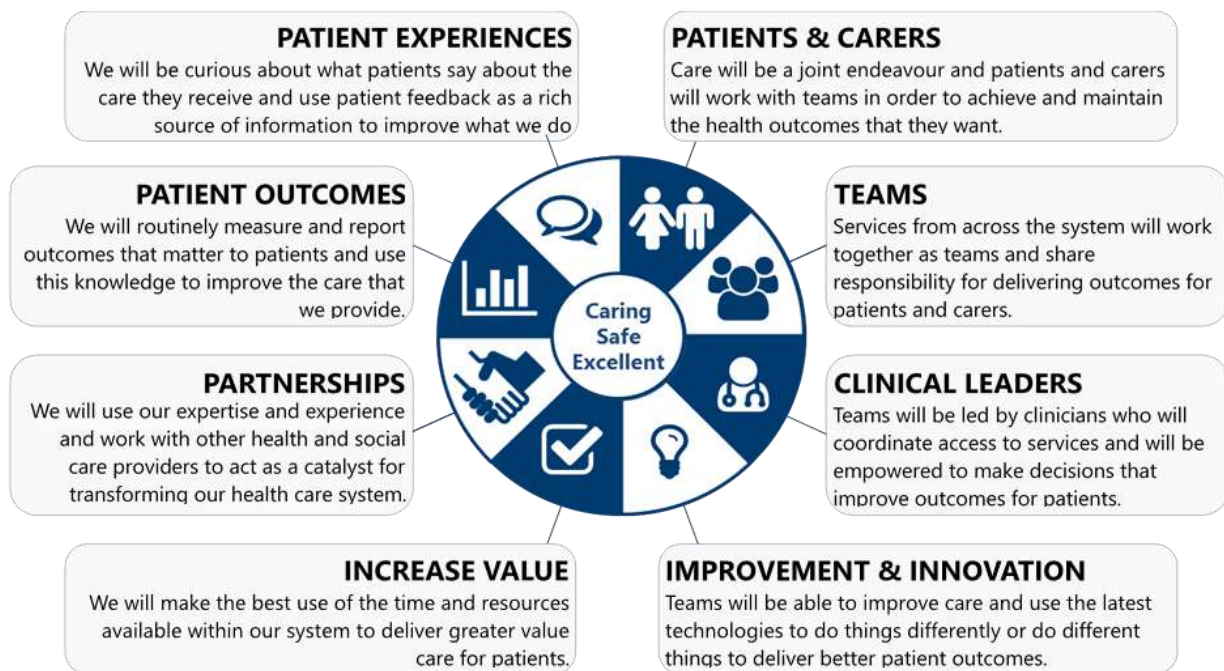 PATIENT EXPERIENCES
We will be curious about what patients say about the
care they receive and use patient feedback as a rich
source of information to improve what we do
PATIENTS & CARERS
Care will be a joint endeavour and patients and carers
will work with teams in order to achieve and maintain
the health outcomes that they want.
PATIENT OUTCOMES
We will routinely measure and report
outcomes that matter to patients and use
this knowledge to improve the care that
we provide.
TEAMS
Services from across the system will work
together as teams and share
responsibility for delivering outcomes for
patients and carers.
Caring
Safe
Excellent
PARTNERSHIPS
We will use our expertise and experience
and work with other health and social
care providers to act as a catalyst for
transforming our health care system.
CLINICAL LEADERS
Teams will be led by clinicians who will
coordinate access to services and will be
empowered to make decisions that
improve outcomes for patients.
INCREASE VALUE
We will make the best use of the time and resources
available within our system to deliver greater value
care for patients.
IMPROVEMENT & INNOVATION
Teams will be able to improve care and use the latest
technologies to do things differently or do different
things to deliver better patient outcomes.